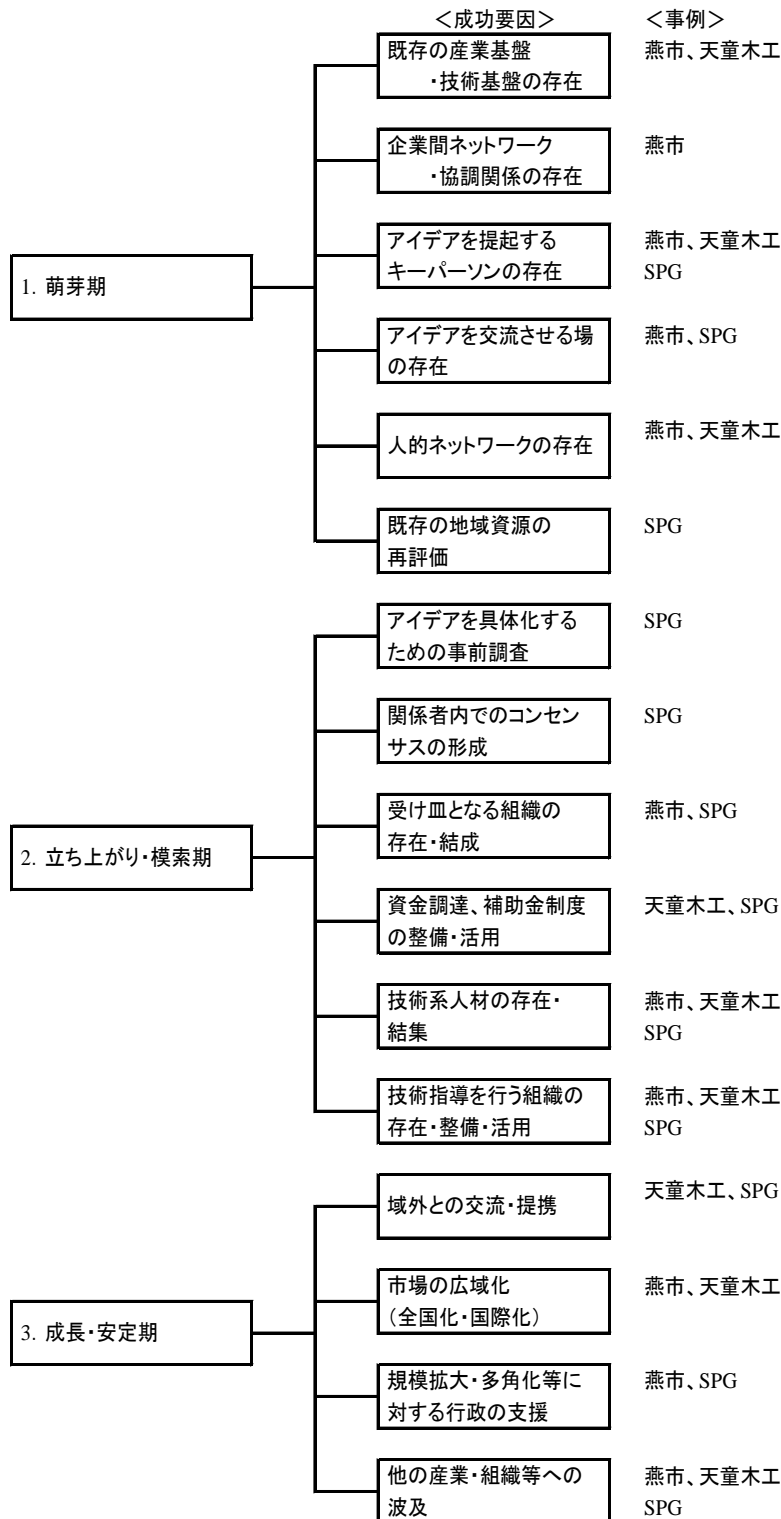 ＜成功要因＞ ＜事例＞
既存の産業基盤 燕市、天童木工
・技術基盤の存在
企業間ネットワーク 燕市
・協調関係の存在
アイデアを提起する 燕市、天童木工
キーパーソンの存在 SPG
1. 萌芽期
アイデアを交流させる場 燕市、SPG
の存在
人的ネットワークの存在 燕市、天童木工
既存の地域資源の SPG
再評価
アイデアを具体化する SPG
ための事前調査
関係者内でのコンセン SPG
サスの形成
受け皿となる組織の 燕市、SPG
存在・結成
2. 立ち上がり・模索期
資金調達、補助金制度 天童木工、SPG
の整備・活用
技術系人材の存在・ 燕市、天童木工
結集 SPG
技術指導を行う組織の 燕市、天童木工
存在・整備・活用 SPG
域外との交流・提携 天童木工、SPG
市場の広域化 燕市、天童木工
（全国化・国際化）
3. 成長・安定期
規模拡大・多角化等に 燕市、SPG
対する行政の支援
他の産業・組織等への 燕市、天童木工
波及 SPG